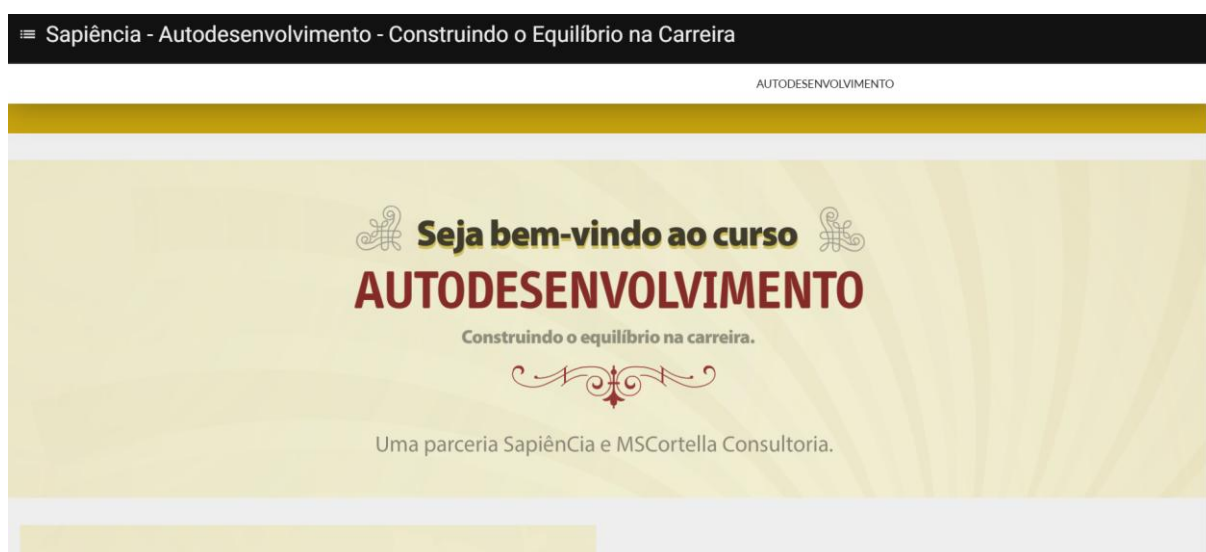 Sapiência - Autodesenvolvimento - Construindo o Equilíbrio na Carreira
AUTODESENVOLVIMENTO
Seja bem-vindo ao curso
AUTODESENVOLVIMENTO
Construindo o equilíbrio na carreira.
Uma parceria SapiênCia e MSCortella Consultoria.